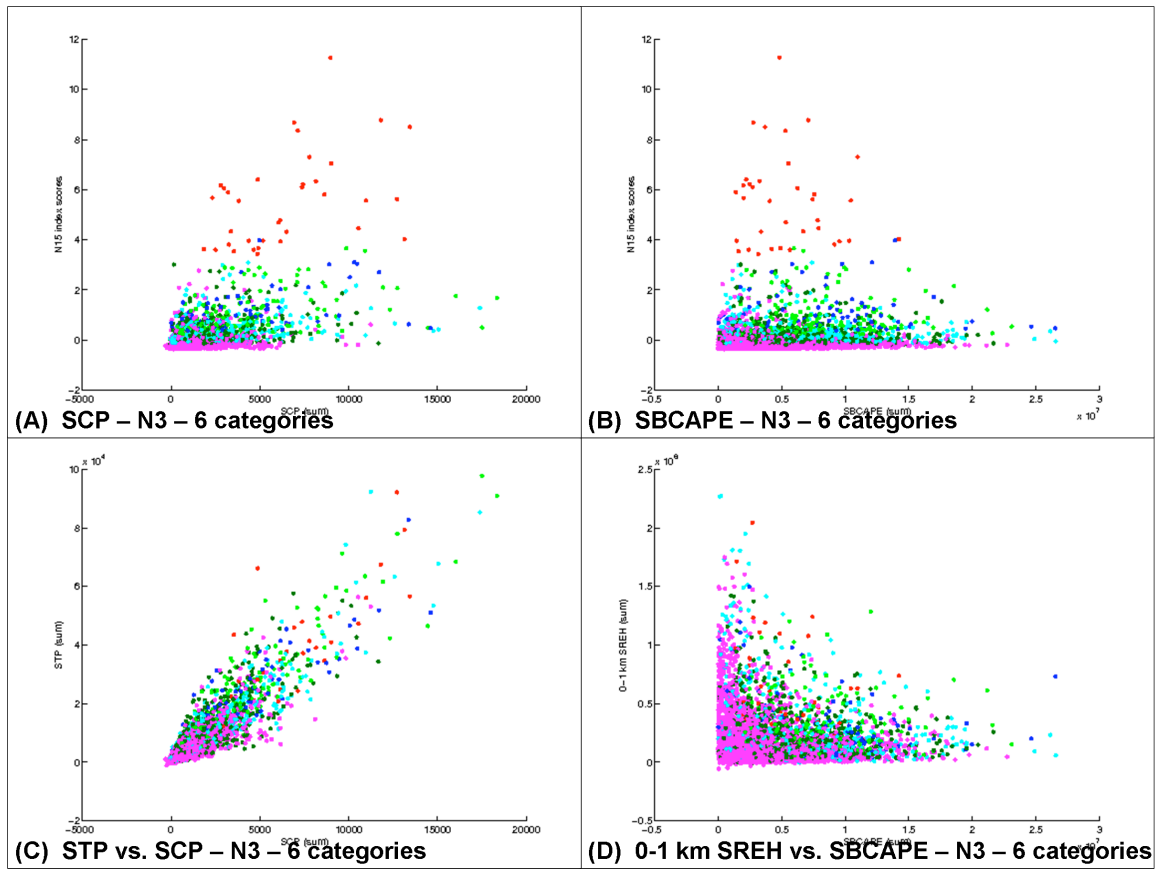 12
10
8
6
4
2
0
−2
N15 index scores
−5000 0 5000 10000 15000 20000
SCP (sum)
(A) SCP – N3 – 6 categories
12
10
8
6
4
2
0
−2
N15 index scores
−0.5 0 0.5 1 1.5 2 2.5 3
SBCAPE (sum)
x 10^7
(B) SBCAPE – N3 – 6 categories
x 10^4
10
8
6
4
2
0
−2
STP (sum)
−5000 0 5000 10000 15000 20000
SCP (sum)
(C) STP vs. SCP – N3 – 6 categories
2.5
2
1.5
1
0.5
0
−0.5
0−1 km SREH (sum)
−0.5 0 0.5 1 1.5 2 2.5 3
SBCAPE (sum)
(D) 0-1 km SREH vs. SBCAPE – N3 – 6 categories